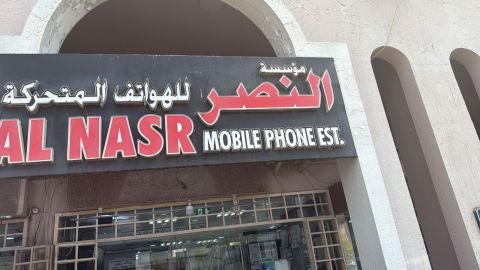 مؤسسة
النصر للهواتف المتحركة
AL NASR MOBILE PHONE EST.